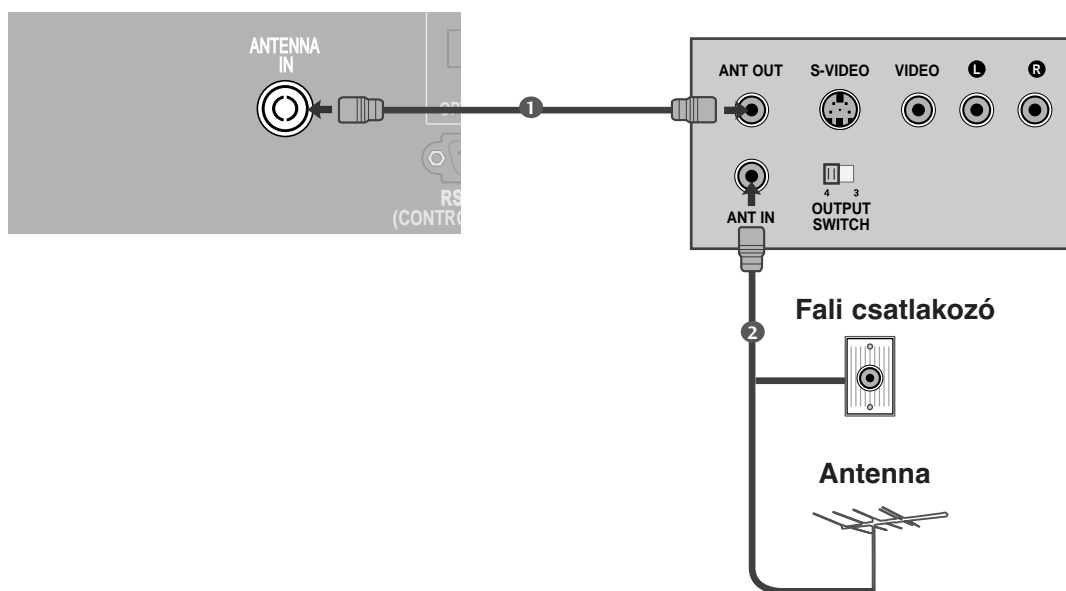 ANTENNA
IN
RS
(CONTRO
1
ANT OUT S-VIDEO VIDEO L R
4 3
ANT IN
OUTPUT
SWITCH
2
Fali csatlakozó
Antenna